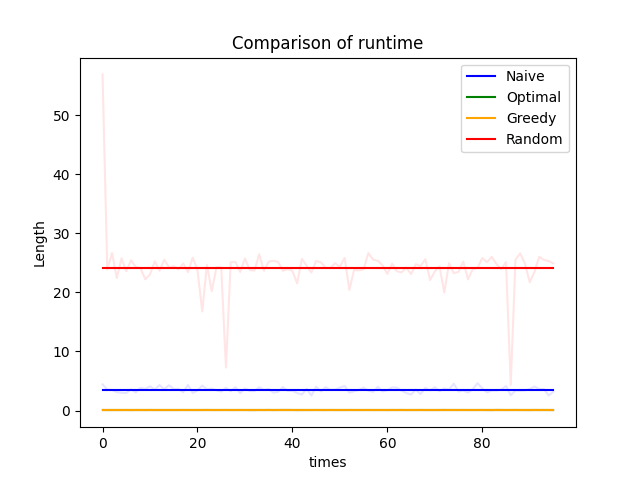 Comparison of runtime
Naive
Optimal
Greedy
Random
Length
50
40
30
20
10
0
0 20 40 60 80
times